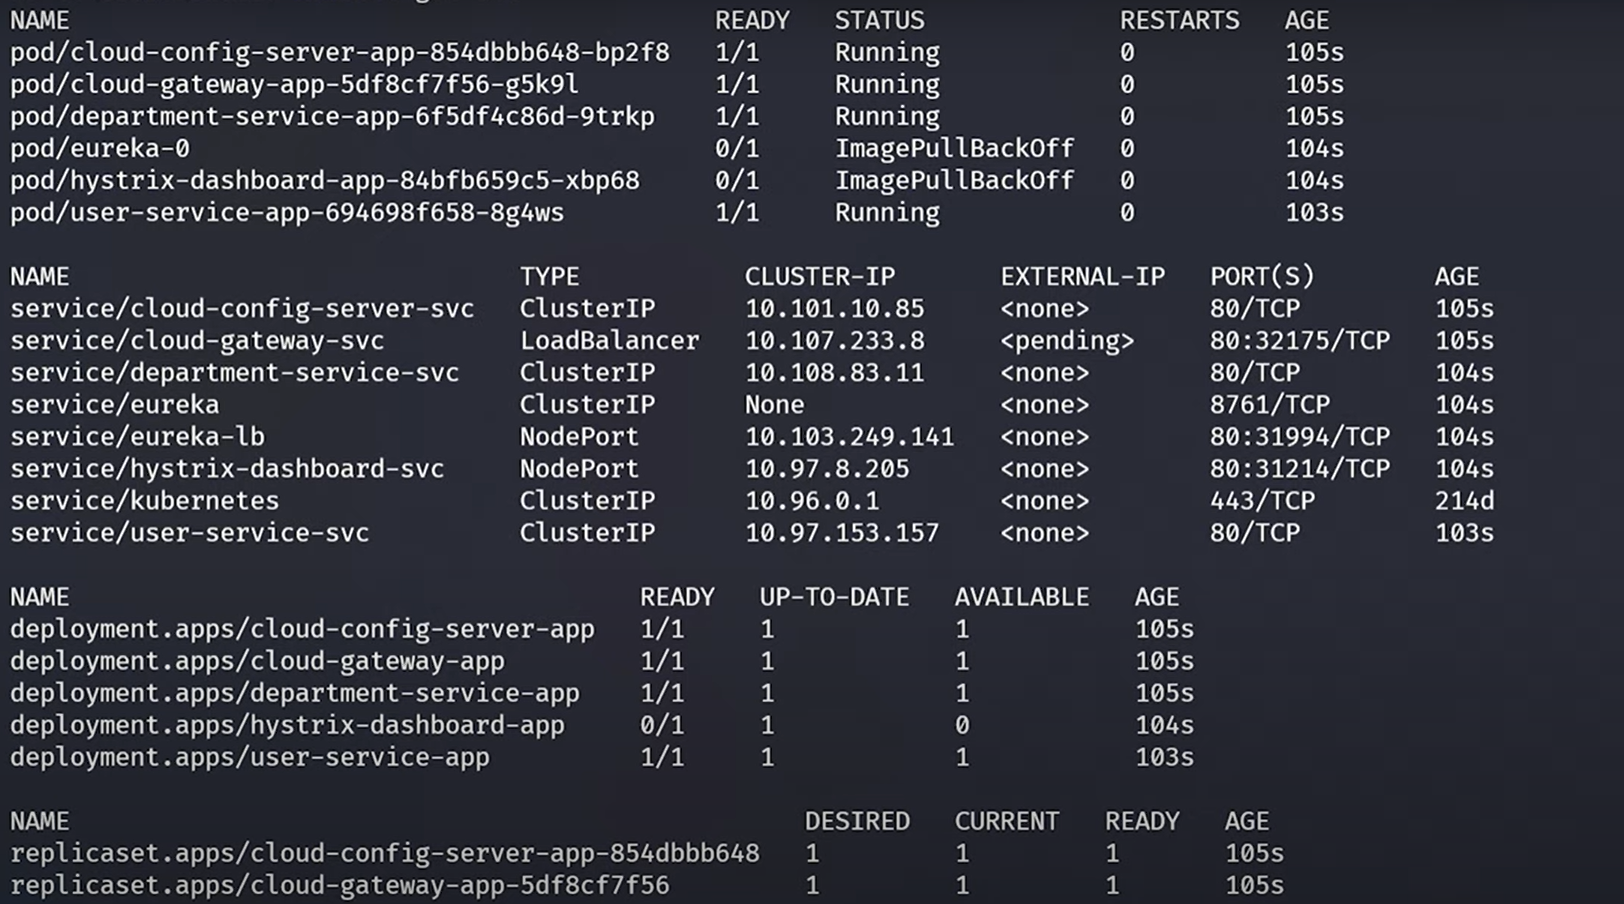 NAME READY STATUS RESTARTS AGE
pod/cloud-config-server-app-854dbbb648-bp2f8 1/1 Running 0 105s
pod/cloud-gateway-app-5df8cf7f56-g5k9l 1/1 Running 0 105s
pod/department-service-app-6f5df4c86d-9trkp 1/1 Running 0 105s
pod/eureka-0 0/1 ImagePullBackOff 0 104s
pod/hystrix-dashboard-app-84bfb659c5-xbp68 0/1 ImagePullBackOff 0 104s
pod/user-service-app-694698f658-8g4ws 1/1 Running 0 103s
NAME TYPE CLUSTER-IP EXTERNAL-IP PORT(S) AGE
service/cloud-config-server-svc ClusterIP 10.101.10.85 <none> 80/TCP 105s
service/cloud-gateway-svc LoadBalancer 10.107.233.8 <pending> 80:32175/TCP 105s
service/department-service-svc ClusterIP 10.108.83.11 <none> 80/TCP 104s
service/eureka ClusterIP None <none> 8761/TCP 104s
service/eureka-lb NodePort 10.103.249.141 <none> 80:31994/TCP 104s
service/hystrix-dashboard-svc NodePort 10.97.8.205 <none> 80:31214/TCP 104s
service/kubernetes ClusterIP 10.96.0.1 <none> 443/TCP 214d
service/user-service-svc ClusterIP 10.97.153.157 <none> 80/TCP 103s
NAME READY UP-TO-DATE AVAILABLE AGE
deployment.apps/cloud-config-server-app 1/1 1 1 105s
deployment.apps/cloud-gateway-app 1/1 1 1 105s
deployment.apps/department-service-app 1/1 1 1 105s
deployment.apps/hystrix-dashboard-app 0/1 1 0 104s
deployment.apps/user-service-app 1/1 1 1 103s
NAME DESIRED CURRENT READY AGE
replicaset.apps/cloud-config-server-app-854dbbb648 1 1 1 105s
replicaset.apps/cloud-gateway-app-5df8cf7f56 1 1 1 105s